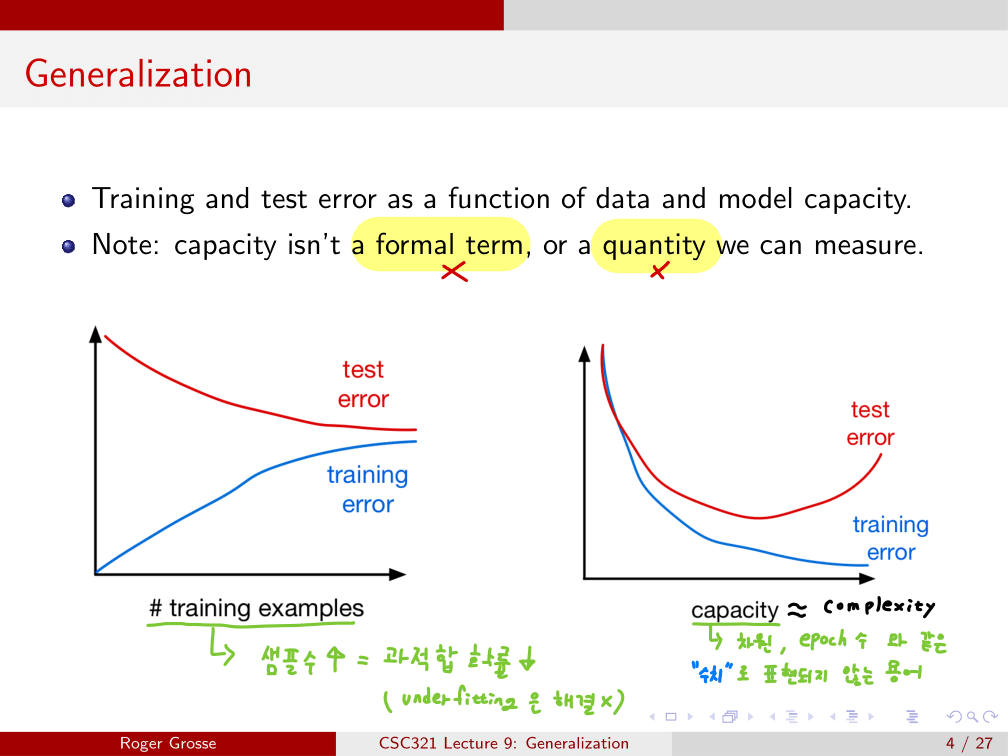 Generalization
Training and test error as a function of data and model capacity.
Note: capacity isn't a formal term, or a quantity we can measure.
test
error
training
error
# training examples
샘플수 ↑ = 과적합 확률 ↓
( underfitting 은 해결 x)
test
error
training
error
capacity ≈ complexity
차원, epoch 수 와 같은
"수치"로 표현되지 않는 용어
Roger Grosse
CSC321 Lecture 9: Generalization
4 / 27